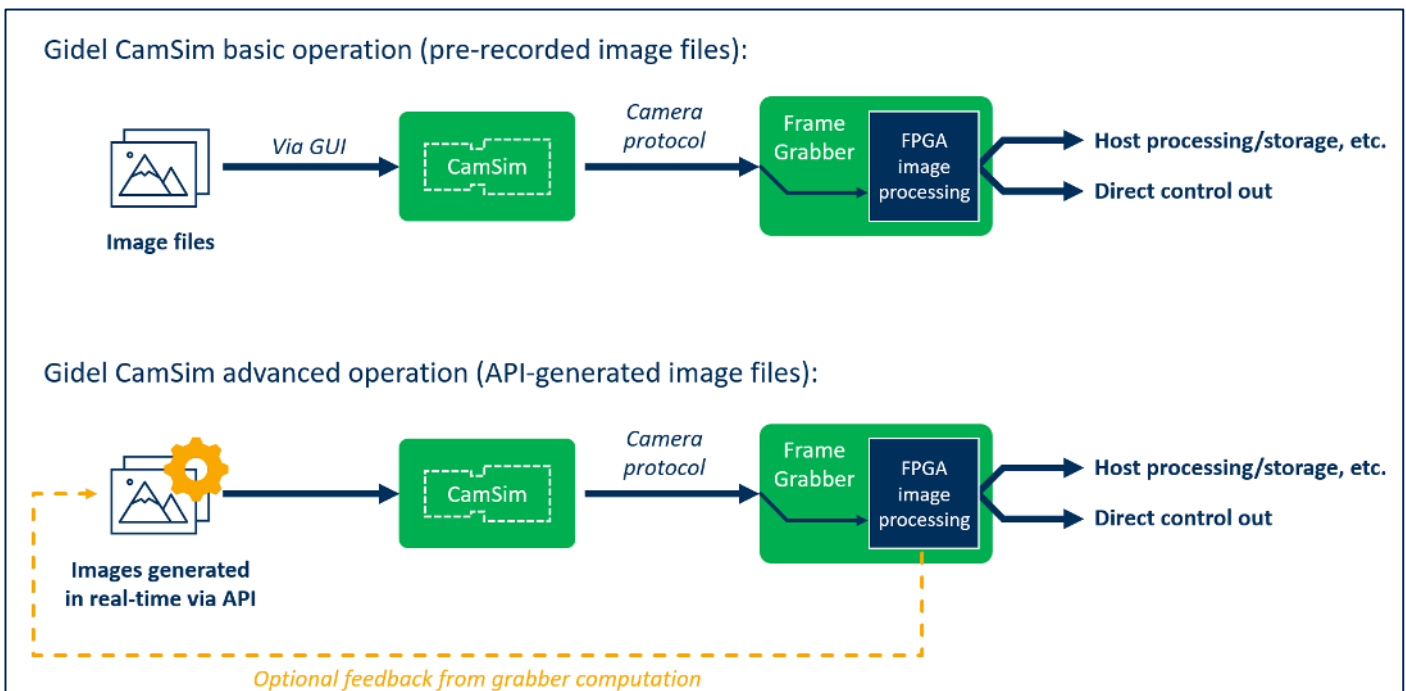 Gidel CamSim basic operation (pre-recorded image files):
Via GUI
CamSim
Camera
protocol
Frame
Grabber
FPGA
image
processing
Host processing/storage, etc.
Direct control out
Image files
Gidel CamSim advanced operation (API-generated image files):
CamSim
Camera
protocol
Frame
Grabber
FPGA
image
processing
Host processing/storage, etc.
Direct control out
Images generated
in real-time via API
Optional feedback from grabber computation